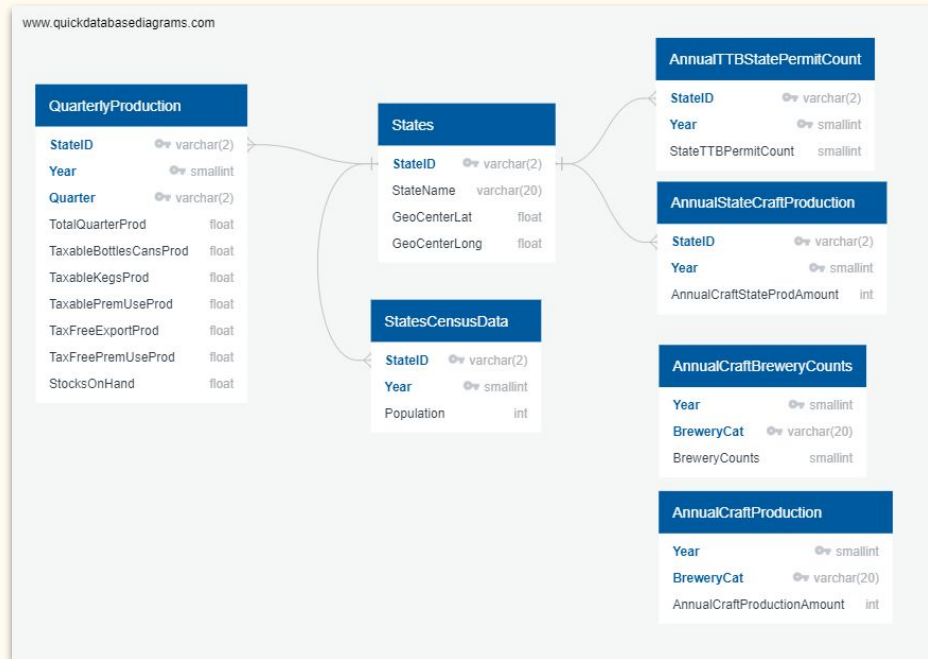 www.quickdatabasediagrams.com
QuarterlyProduction
StateID varchar(2)
Year smallint
Quarter varchar(2)
TotalQuarterProd float
TaxableBottlesCansProd float
TaxableKegsProd float
TaxablePremUseProd float
TaxFreeExportProd float
TaxFreePremUseProd float
StocksOnHand float
States
StateID varchar(2)
StateName varchar(20)
GeoCenterLat float
GeoCenterLong float
StatesCensusData
StateID varchar(2)
Year smallint
Population int
AnnualTTBStatePermitCount
StateID varchar(2)
Year smallint
StateTTBPermitCount smallint
AnnualStateCraftProduction
StateID varchar(2)
Year smallint
AnnualCraftStateProdAmount int
AnnualCraftBreweryCounts
Year smallint
BreweryCat varchar(20)
BreweryCounts smallint
AnnualCraftProduction
Year smallint
BreweryCat varchar(20)
AnnualCraftProductionAmount int